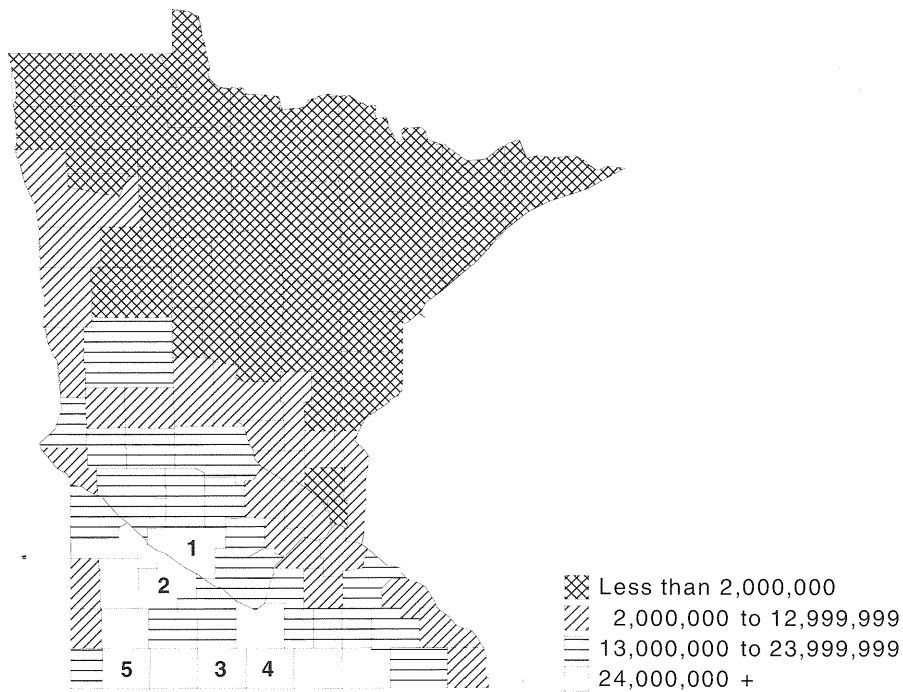 1
2
5 3 4
Less than 2,000,000
2,000,000 to 12,999,999
13,000,000 to 23,999,999
24,000,000 +